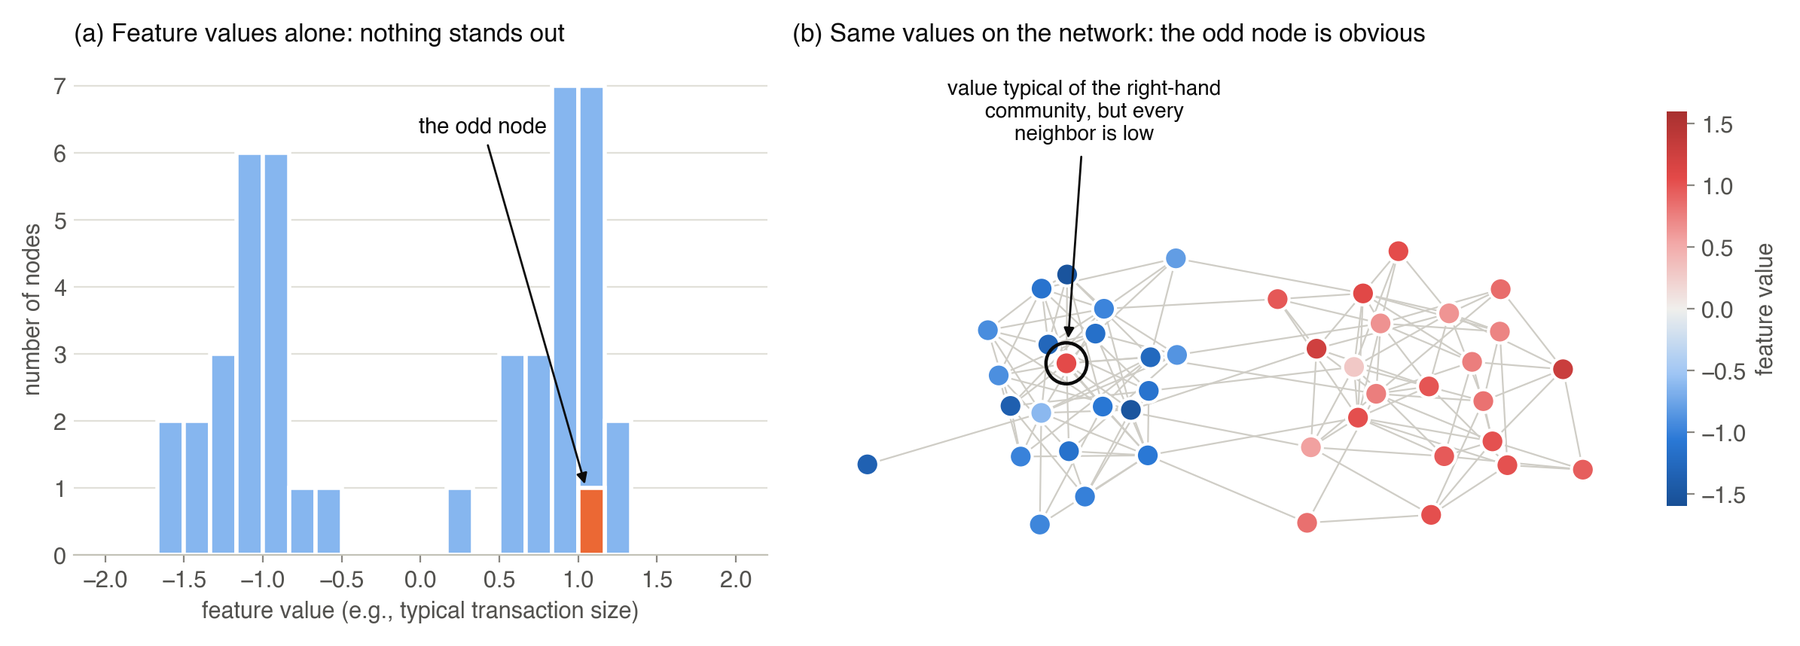 (a) Feature values alone: nothing stands out
7
6
5
4
3
2
1
0
number of nodes
the odd node
−2.0 −1.5 −1.0 −0.5 0.0 0.5 1.0 1.5 2.0
feature value (e.g., typical transaction size)
(b) Same values on the network: the odd node is obvious
value typical of the right-hand
community, but every
neighbor is low
1.5
1.0
0.5
0.0
−0.5
−1.0
−1.5
feature value